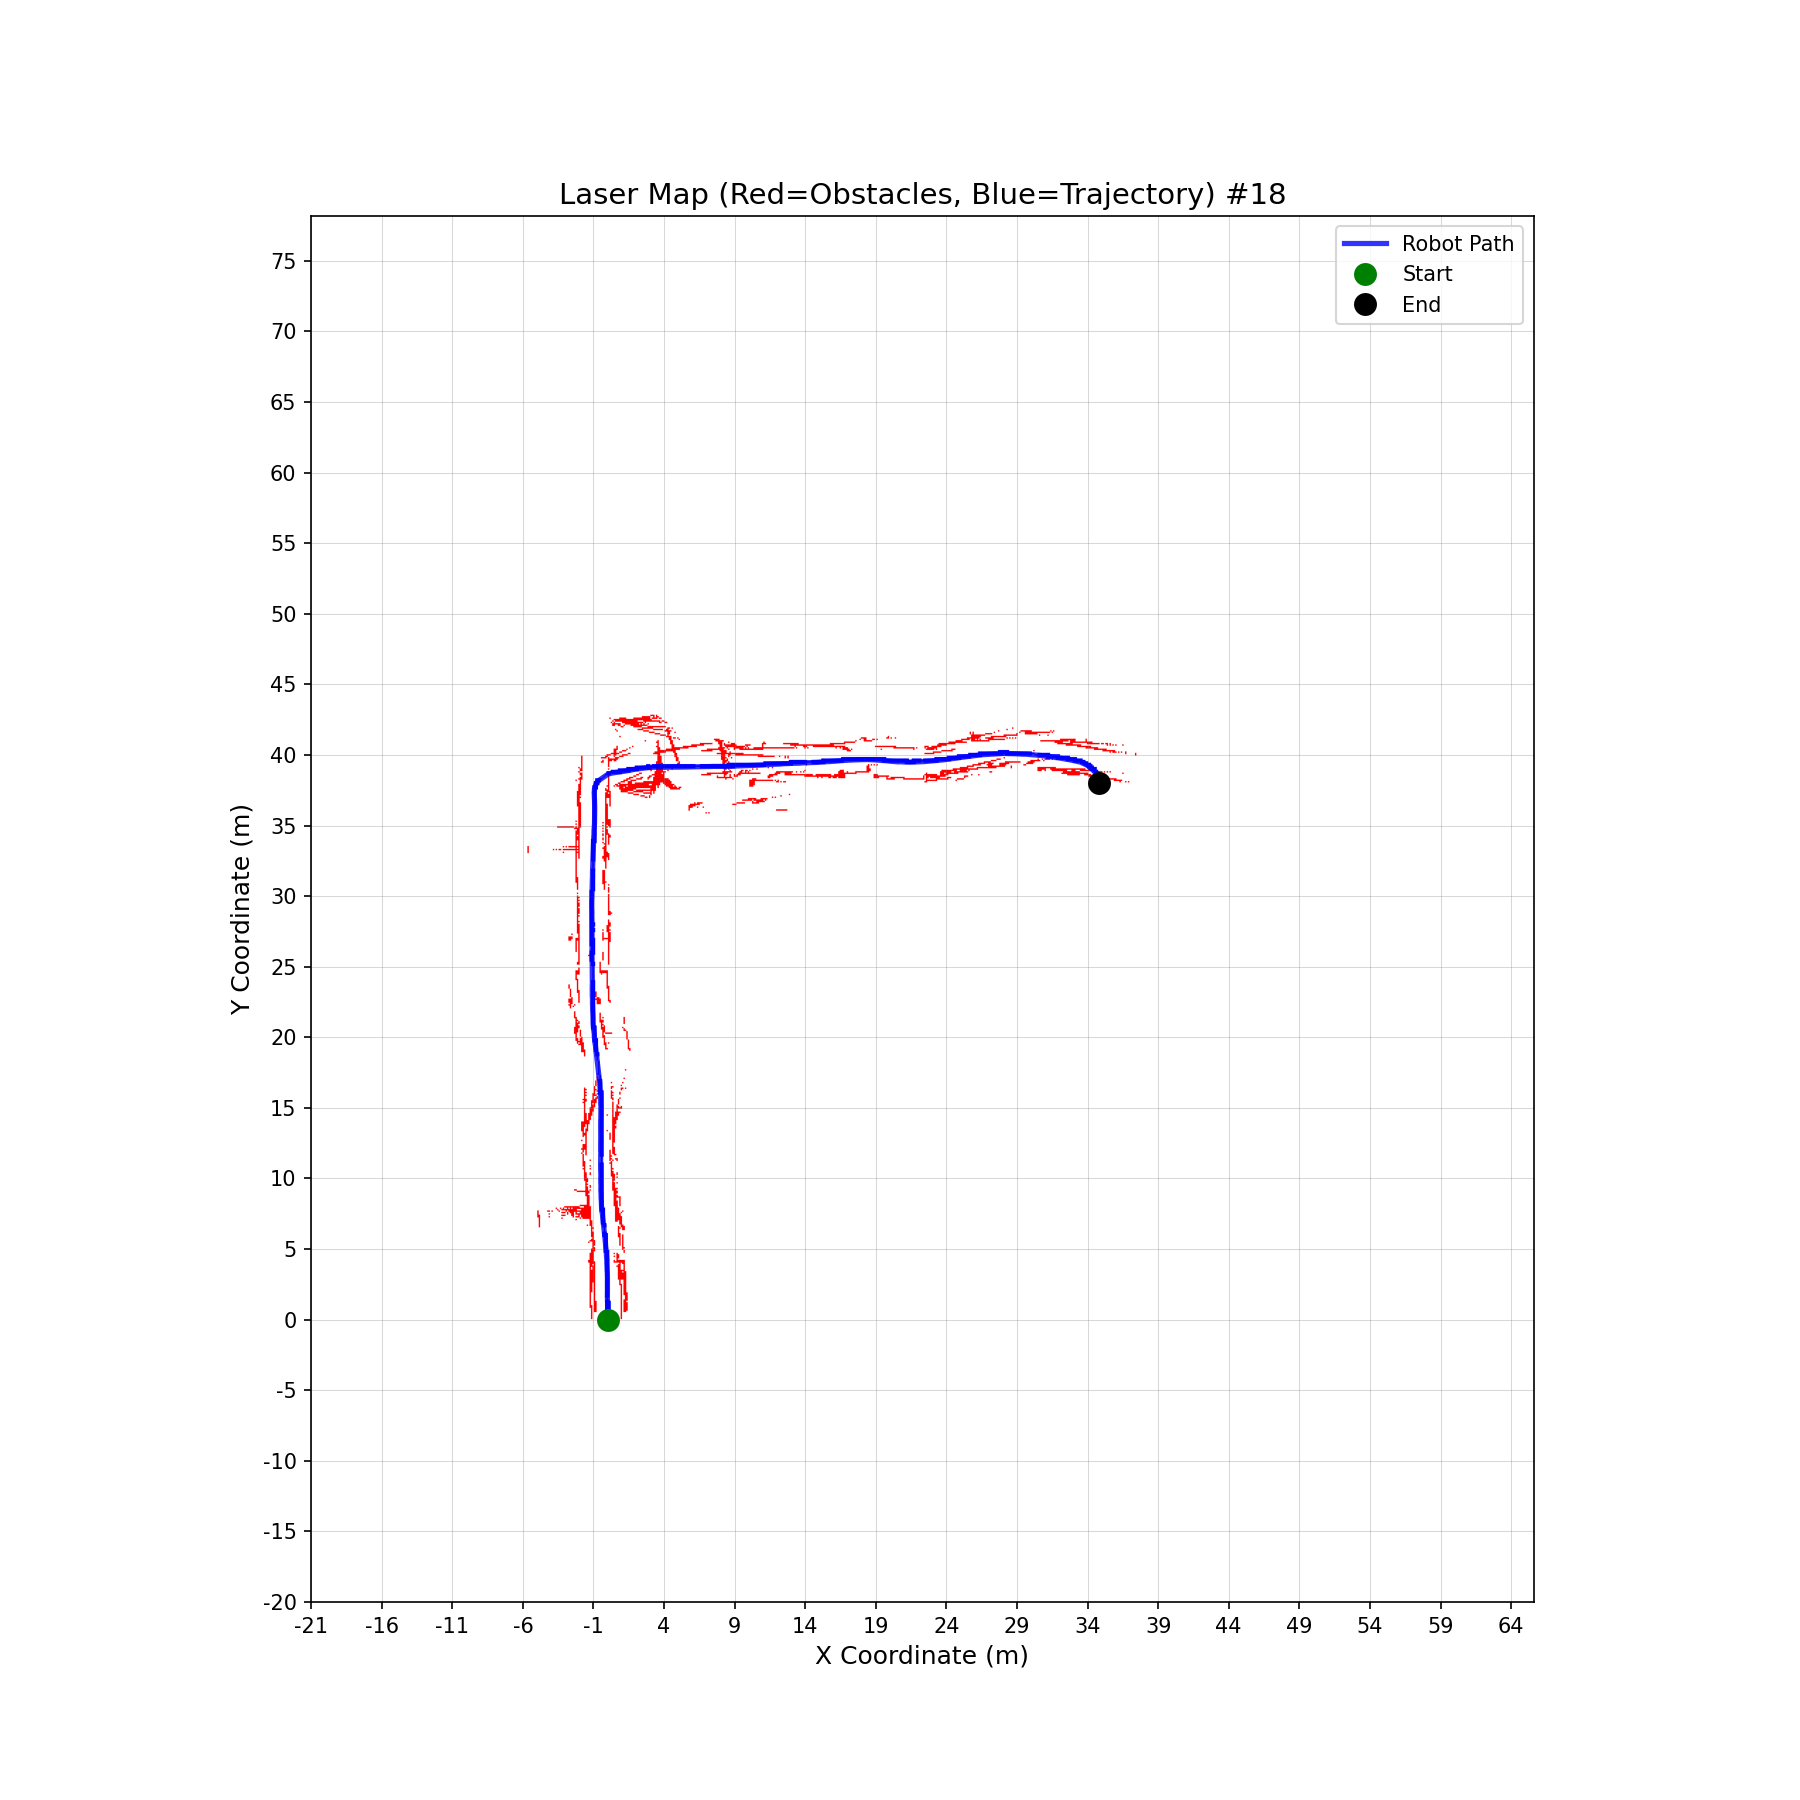 Laser Map (Red=Obstacles, Blue=Trajectory) #18
Robot Path
Start
End
75
70
65
60
55
50
45
40
35
30
25
20
15
10
5
0
-5
-10
-15
-20
-21 -16 -11 -6 -1 4 9 14 19 24 29 34 39 44 49 54 59 64
X Coordinate (m)
Y Coordinate (m)